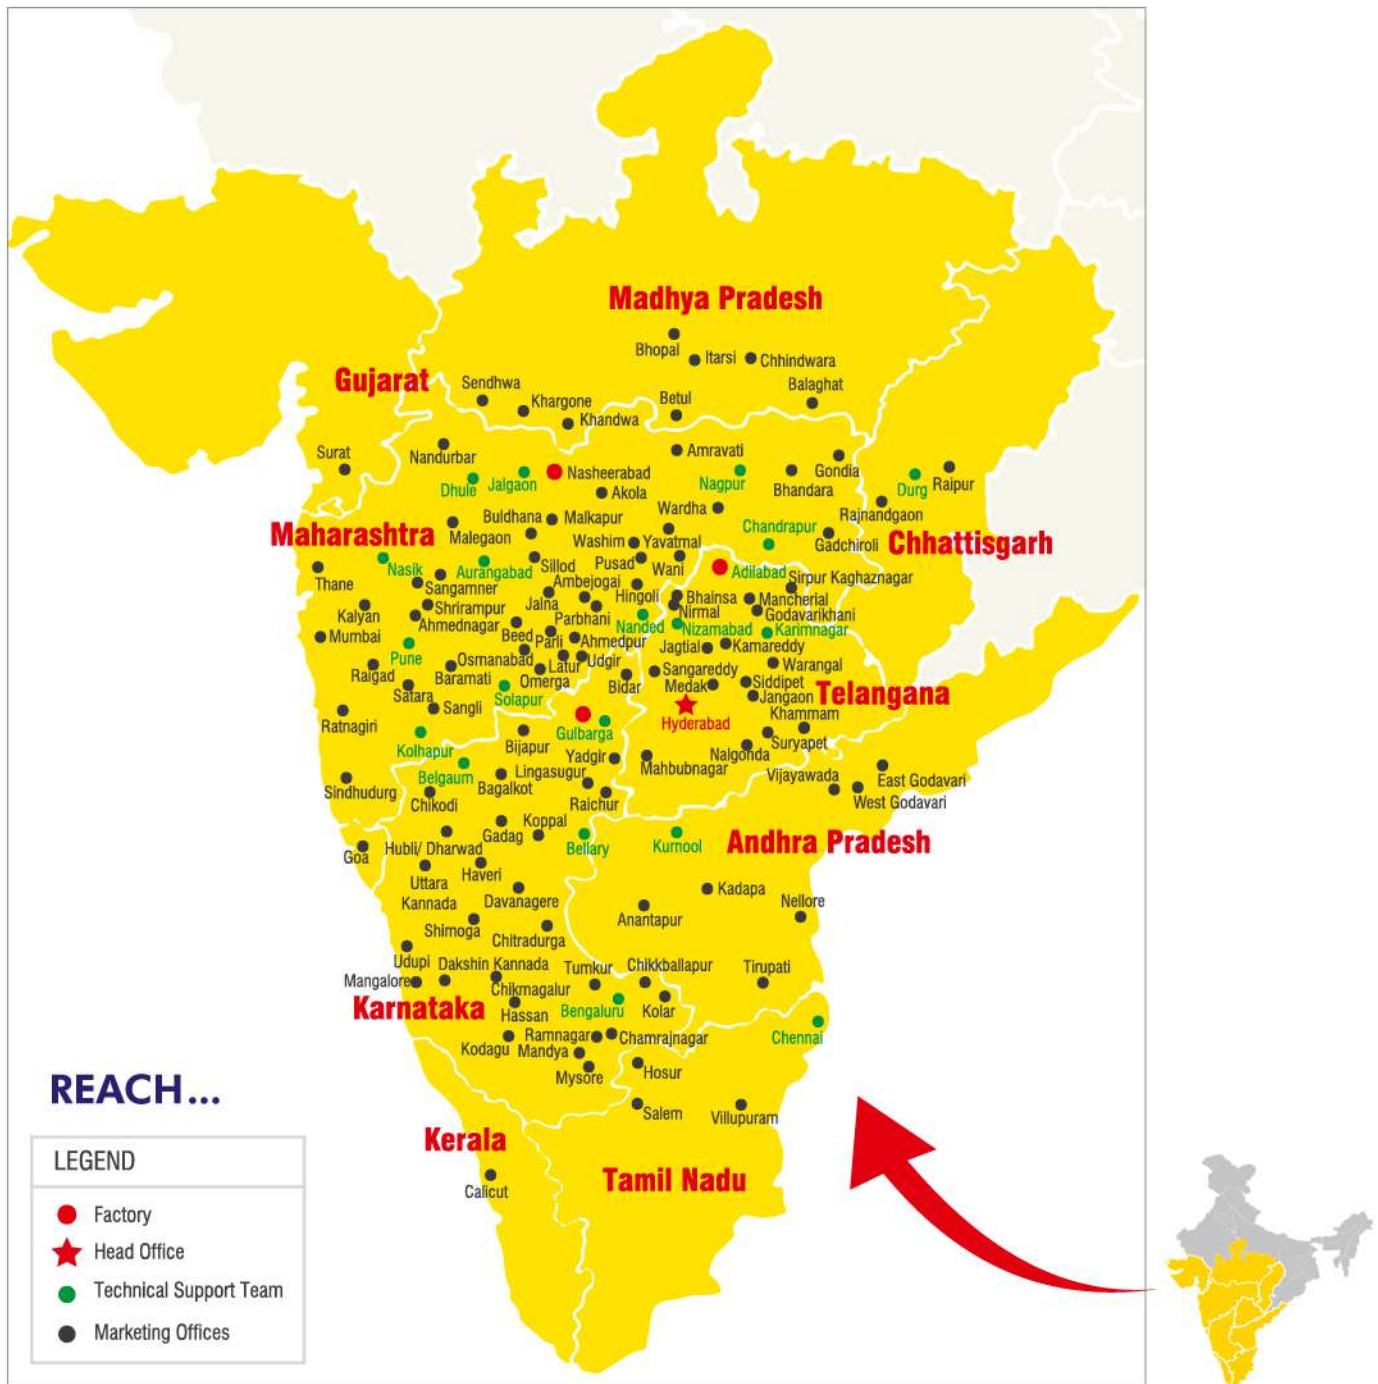 Madhya Pradesh
Bhopal
Itarsi
Chhindwara
Gujarat
Sendhwa
Balaghat
Khargone
Betul
Khandwa
Surat
Nandurbar
Amravati
Dhule
Jalgaon
Nasheerabad
Nagpur
Gondia
Bhandara
Durg
Raipur
Akola
Wardha
Rajnandgaon
Buldhana
Malkapur
Chandrapur
Maharashtra
Malegaon
Washim
Yavatmal
Gadchiroli
Chhattisgarh
Nasik
Aurangabad
Sillod
Pusad
Wani
Adilabad
Sirpur Kaghaznagar
Thane
Sangamner
Ambejogai
Hingoli
Bhainsa
Mancherial
Kalyan
Shrirampur
Jalna
Nirmal
Godavarikhani
Ahmednagar
Parbhani
Nanded
Nizamabad
Karimnagar
Mumbai
Beed
Parli
Ahmedpur
Jagtial
Kamareddy
Pune
Osmanabad
Latur
Udgir
Warangal
Raigad
Baramati
Omerga
Sangareddy
Bidar
Medak
Siddipet
Telangana
Satara
Solapur
Jangaon
Sangli
Khammam
Ratnagiri
Hyderabad
Gulbarga
Suryapet
Kolhapur
Bijapur
Yadgir
Nalgonda
Belgaum
Lingasugur
Mahbubnagar
Vijayawada
East Godavari
Sindhudurg
Bagalkot
Chikodi
Raichur
West Godavari
Koppal
Gadag
Andhra Pradesh
Goa
Hubli/ Dharwad
Bellary
Kurnool
Haveri
Uttara
Kannada
Davanagere
Kadapa
Nellore
Shimoga
Anantapur
Chitradurga
Udupi
Dakshin Kannada
Tumkur
Chikkballapur
Tirupati
Mangalore
Chikmagalur
Karnataka
Hassan
Bengaluru
Kolar
Ramnagar
Chamrajnagar
Chennai
Kodagu
Mandya
Mysore
Hosur
REACH...
Salem
Villupuram
Kerala
LEGEND
Calicut
Tamil Nadu
Factory
Head Office
Technical Support Team
Marketing Offices